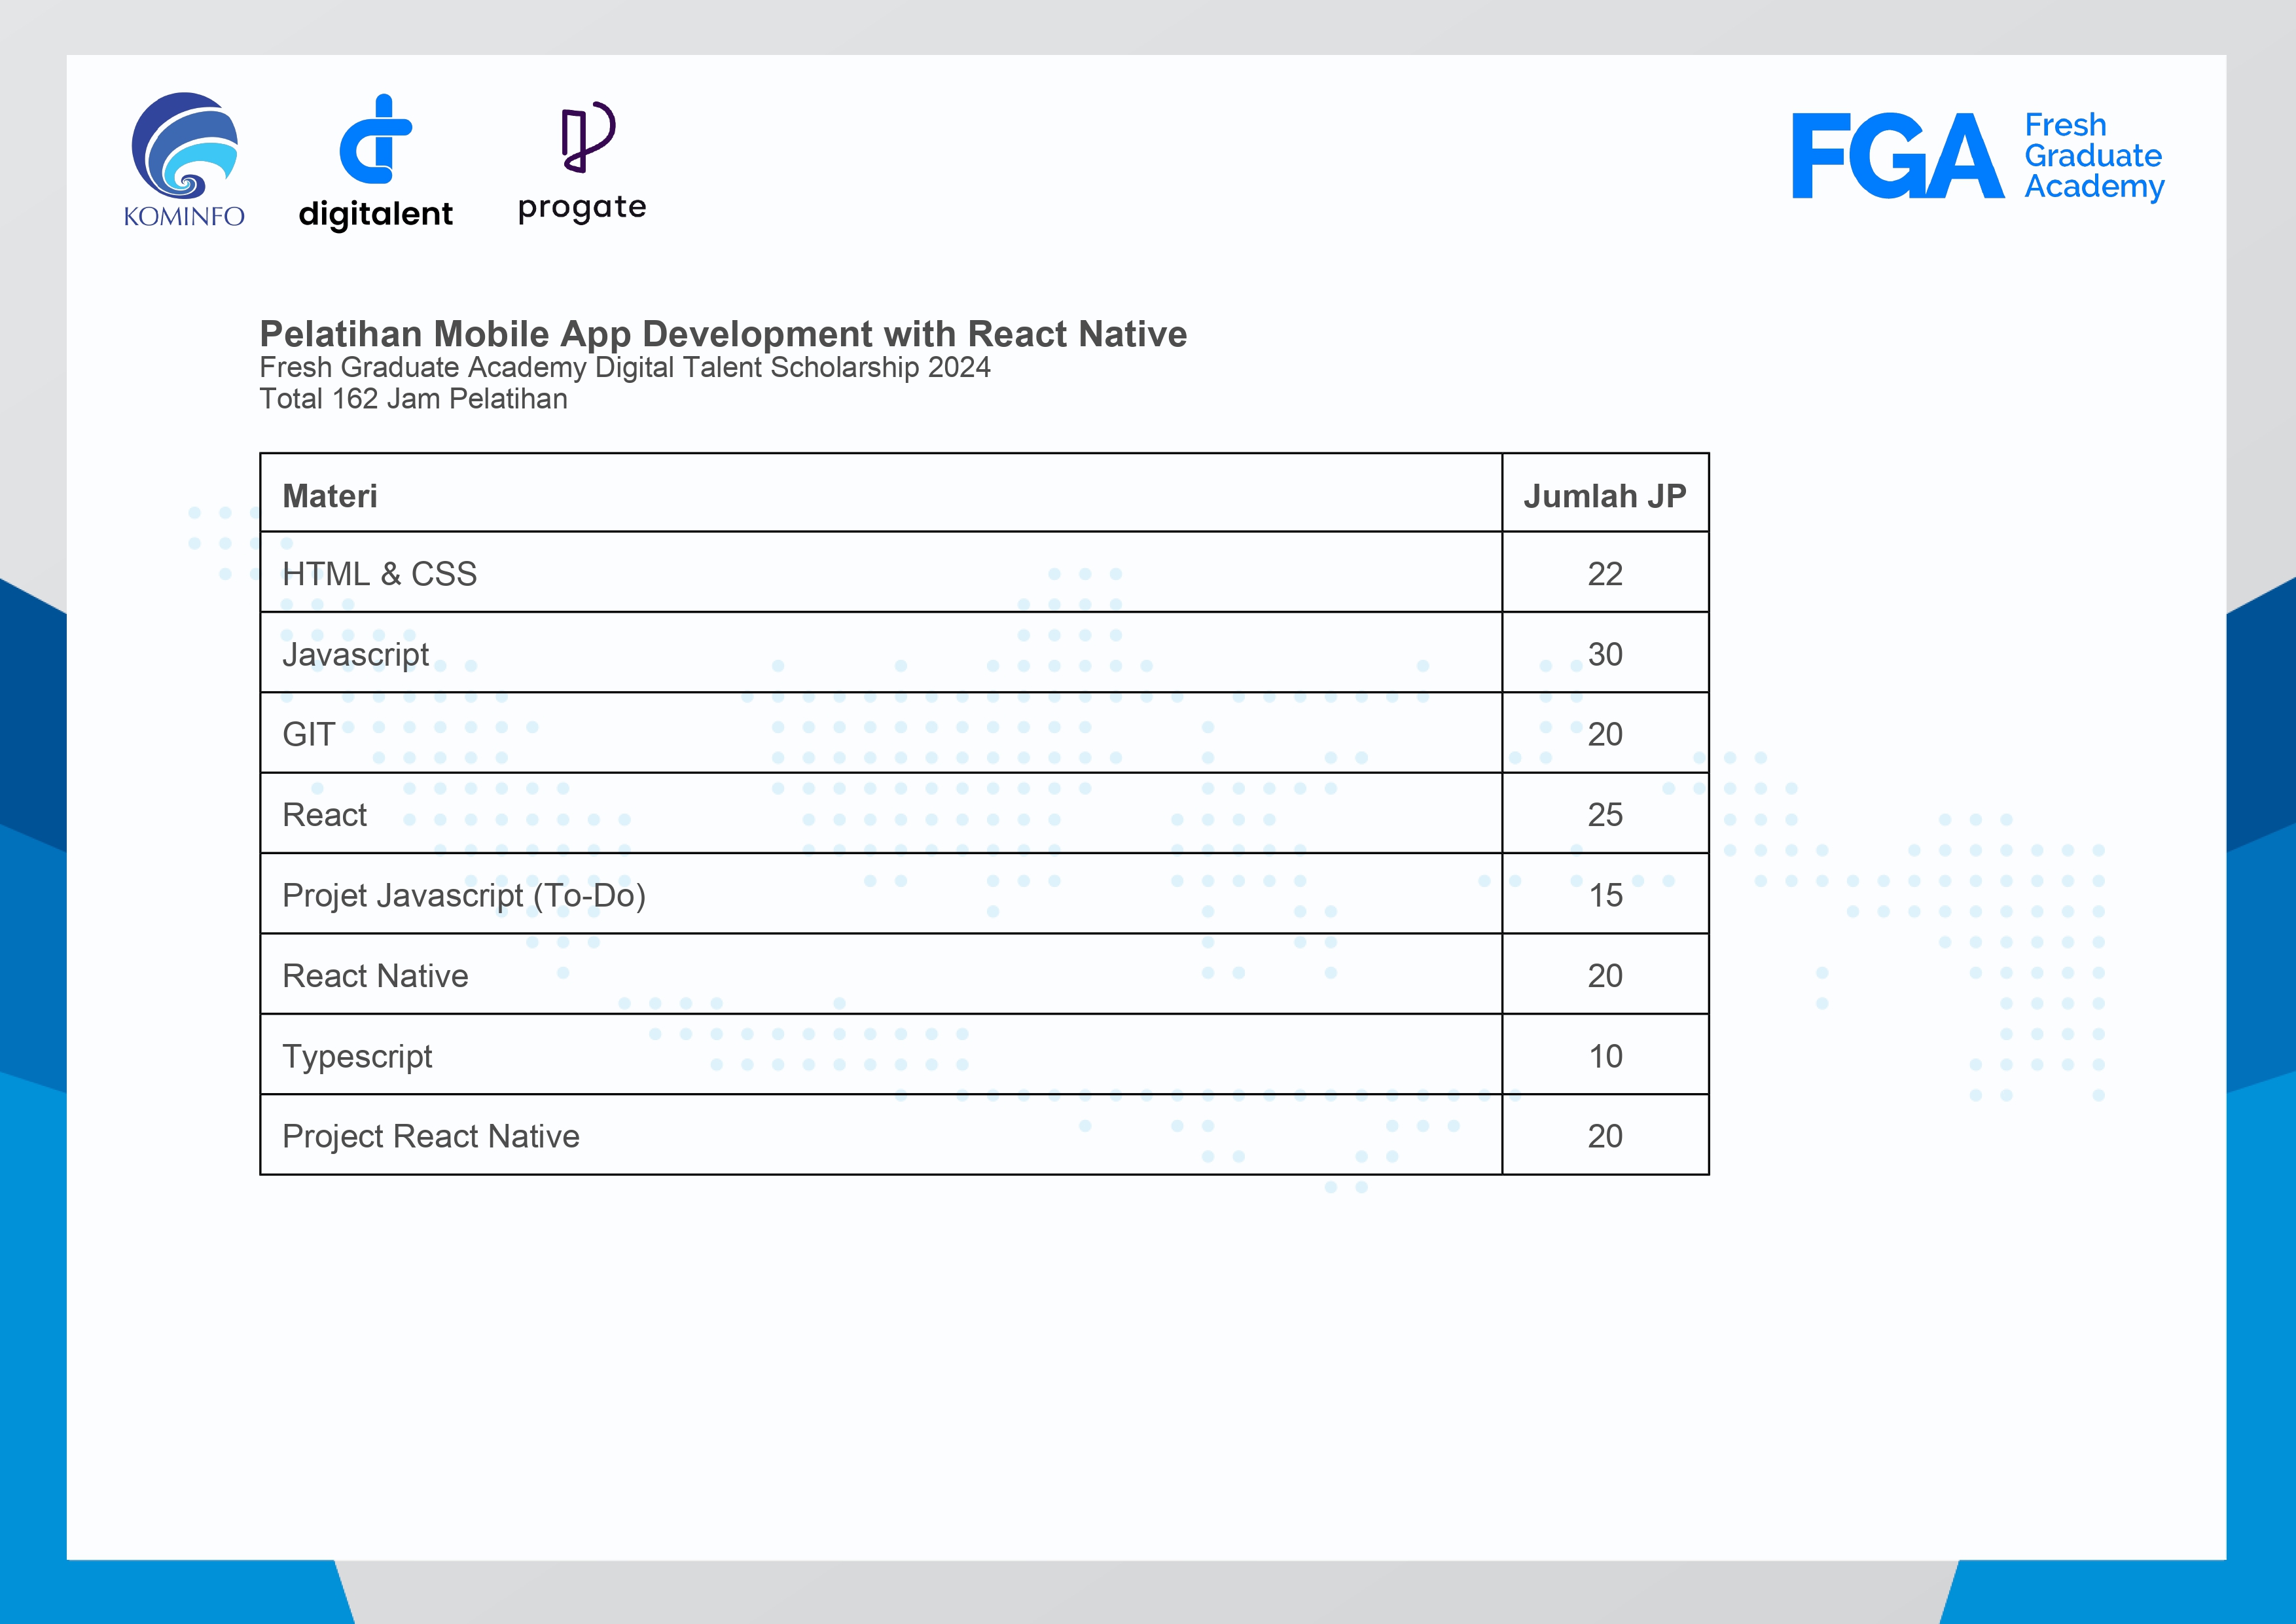 KOMINFO
digitalent
progate
FGA
Fresh
Graduate
Academy
Pelatihan Mobile App Development with React Native
Fresh Graduate Academy Digital Talent Scholarship 2024
Total 162 Jam Pelatihan
Materi Jumlah JP
HTML & CSS 22
Javascript 30
GIT 20
React 25
Projet Javascript (To-Do) 15
React Native 20
Typescript 10
Project React Native 20